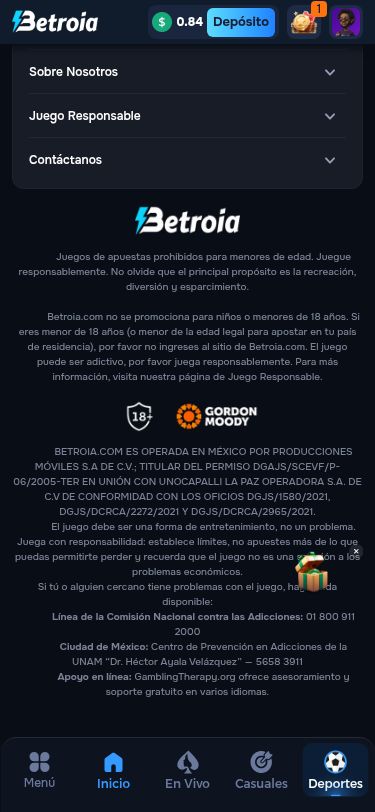 Betroia
$ 0.84 Depósito
1
Sobre Nosotros
Juego Responsable
Contáctanos
Betroia
Juegos de apuestas prohibidos para menores de edad. Juegue
responsablemente. No olvide que el principal propósito es la recreación,
diversión y esparcimiento.
Betroia.com no se promociona para niños o menores de 18 años. Si
eres menor de 18 años (o menor de la edad legal para apostar en tu país
de residencia), por favor no ingreses al sitio de Betroia.com. El juego
puede ser adictivo, por favor juega responsablemente. Para más
información, visita nuestra página de Juego Responsable.
18+ GORDON
MOODY
BETROIA.COM ES OPERADA EN MÉXICO POR PRODUCCIONES
MÓVILES S.A DE C.V.; TITULAR DEL PERMISO DGAJS/SCEVF/P-
06/2005-TER EN UNIÓN CON UNOCAPALLI LA PAZ OPERADORA S.A. DE
C.V DE CONFORMIDAD CON LOS OFICIOS DGJS/1580/2021,
DGJS/DCRCA/2272/2021 Y DGJS/DCRCA/2965/2021.
El juego debe ser una forma de entretenimiento, no un problema.
Juega con responsabilidad: establece límites, no apuestes más de lo que
puedas permitirte perder y recuerda que el juego no es una a los
problemas económicos.
Si tú o alguien cercano tiene problemas con el juego,
disponible:
Línea de la Comisión Nacional contra las Adicciones: 01 800 911
2000
Ciudad de México: Centro de Prevención en Adicciones de la
UNAM “Dr. Héctor Ayala Velázquez” — 5658 3911
Apoyo en línea: GamblingTherapy.org ofrece asesoramiento y
soporte gratuito en varios idiomas.
Menú Inicio En Vivo Casuales Deportes